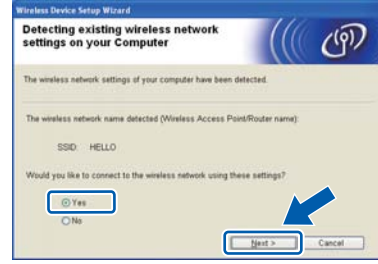 Wireless Device Setup Wizard
Detecting existing wireless network
settings on your Computer
The wireless network settings of your computer have been detected.
The wireless network name detected (Wireless Access Point/Router name):
SSID: HELLO
Would you like to connect to the wireless network using these settings?
Yes
No
Next >
Cancel